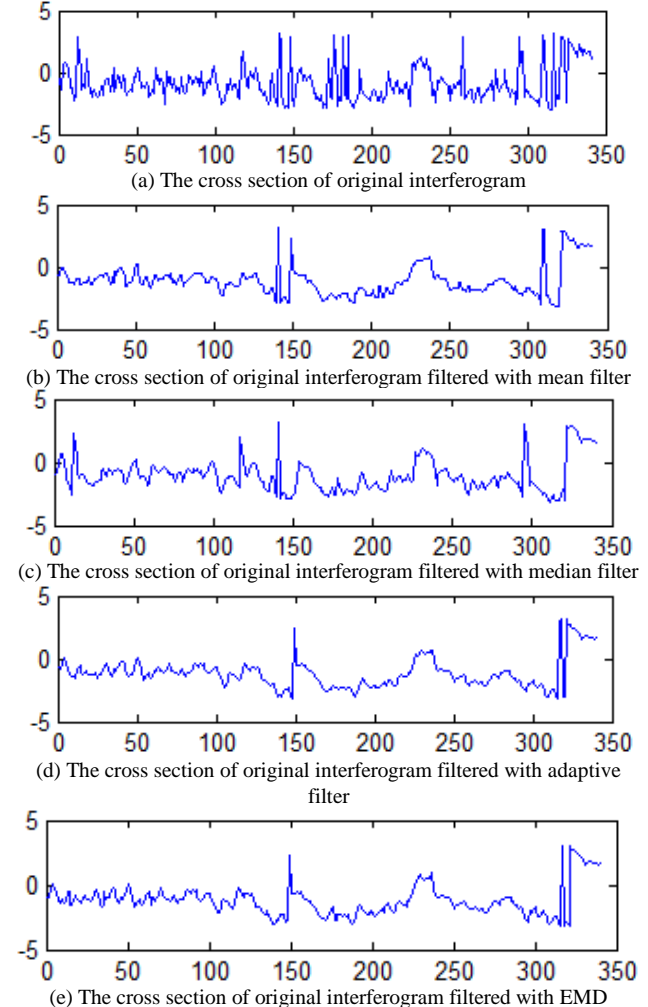 5
0
-5
0 50 100 150 200 250 300 350
(a) The cross section of original interferogram
5
0
-5
0 50 100 150 200 250 300 350
(b) The cross section of original interferogram filtered with mean filter
5
0
-5
0 50 100 150 200 250 300 350
(c) The cross section of original interferogram filtered with median filter
5
0
-5
0 50 100 150 200 250 300 350
(d) The cross section of original interferogram filtered with adaptive
filter
5
0
-5
0 50 100 150 200 250 300 350
(e) The cross section of original interferogram filtered with EMD